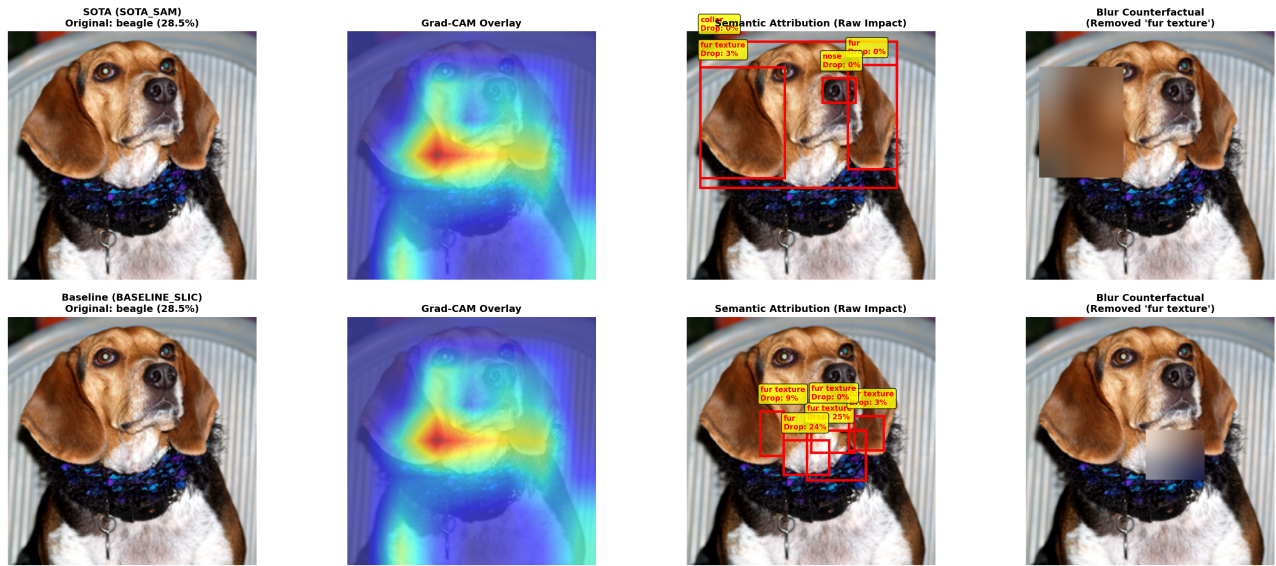 SOTA (SOTA_SAM)
Original: beagle (28.5%)
Grad-CAM Overlay
Semantic Attribution (Raw Impact)
Blur Counterfactual
(Removed 'fur texture')
collar
Drop: 0%
fur texture
Drop: 3%
nose
Drop: 0%
fur
Drop: 0%
Baseline (BASELINE_SLIC)
Original: beagle (28.5%)
Grad-CAM Overlay
Semantic Attribution (Raw Impact)
Blur Counterfactual
(Removed 'fur texture')
fur texture
Drop: 9%
fur texture
Drop: 0%
texture
Drop: 3%
fur texture
25%
fur
Drop: 24%